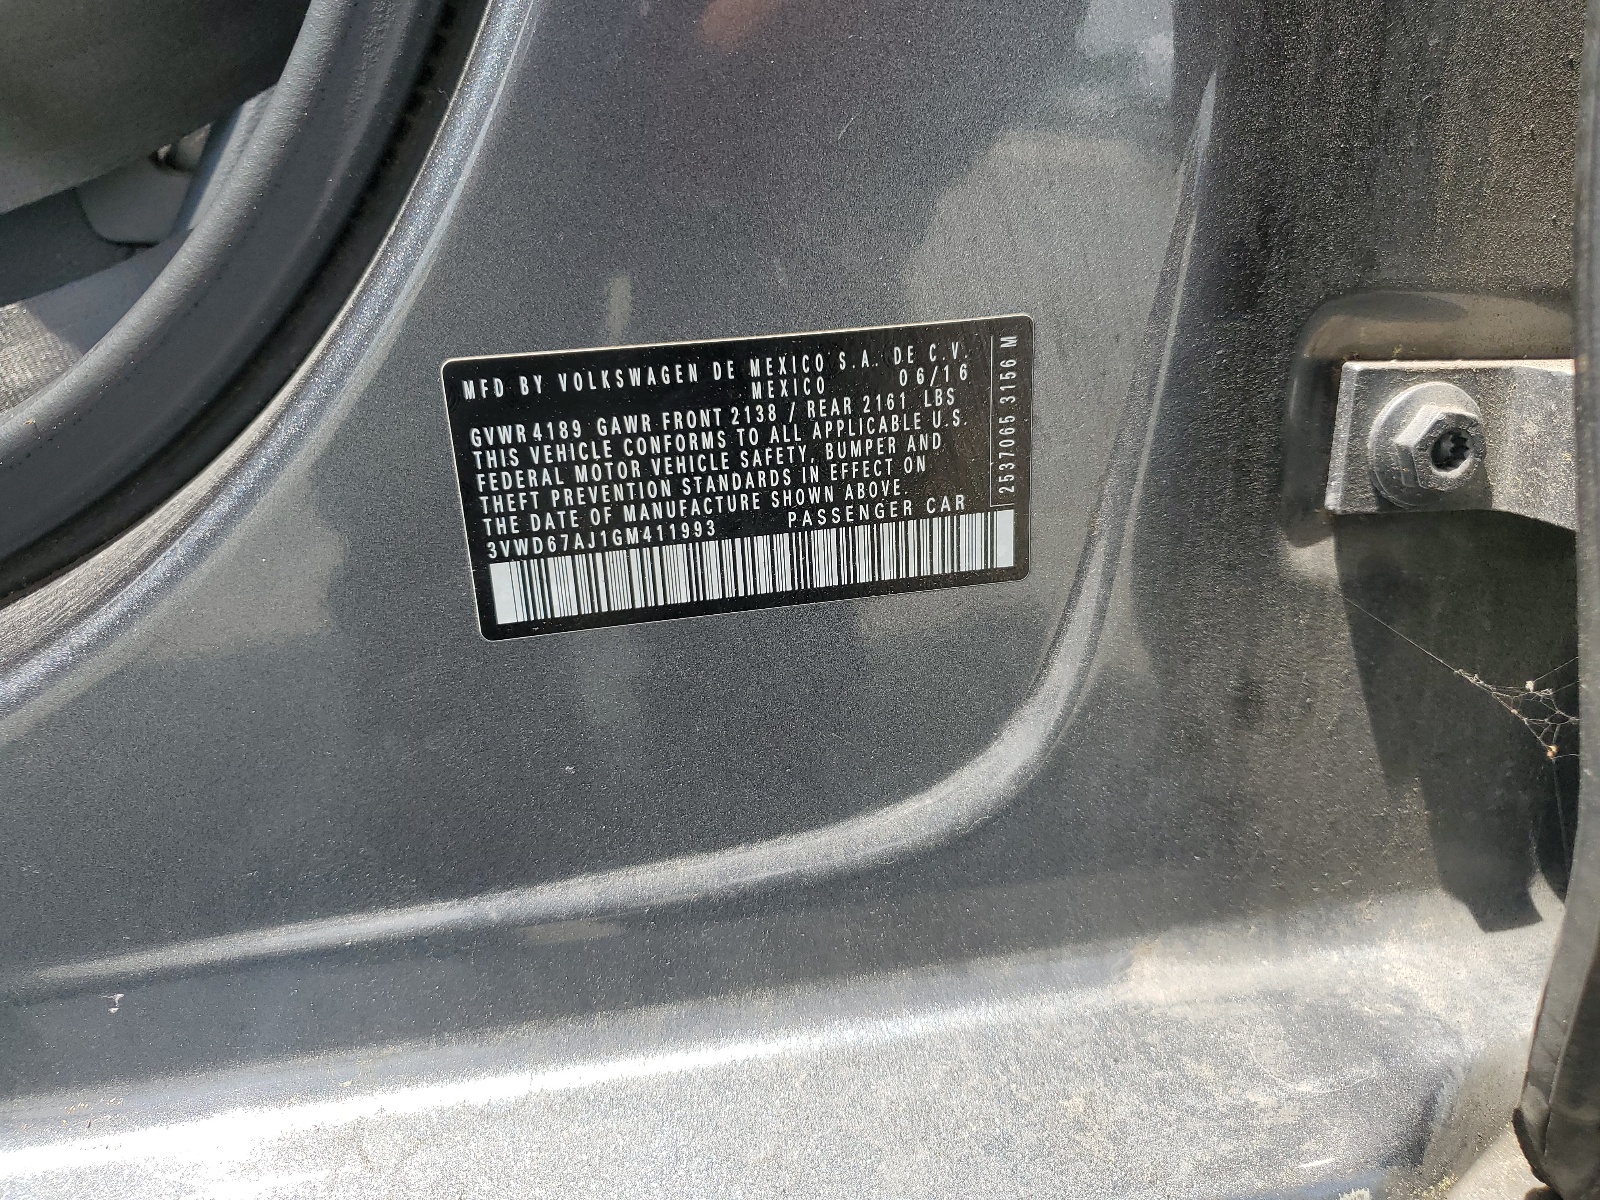 MFD BY VOLKSWAGEN DE MEXICO S.A. DE C.V.
MEXICO 06/16
GVWR 4189 GAWR FRONT 2138 / REAR 2161 LBS
THIS VEHICLE CONFORMS TO ALL APPLICABLE U.S.
FEDERAL MOTOR VEHICLE SAFETY, BUMPER AND
THEFT PREVENTION STANDARDS IN EFFECT ON
THE DATE OF MANUFACTURE SHOWN ABOVE.
3VWD67AJ1GM411993 PASSENGER CAR
2537065 3156 M